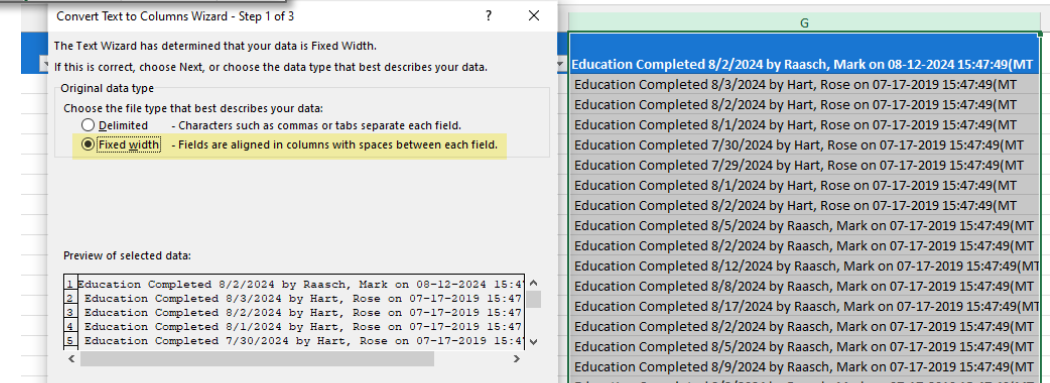 Convert Text to Columns Wizard - Step 1 of 3
?
The Text Wizard has determined that your data is Fixed Width.
If this is correct, choose Next, or choose the data type that best describes your data.
Original data type
Choose the file type that best describes your data:
Delimited - Characters such as commas or tabs separate each field.
Fixed width - Fields are aligned in columns with spaces between each field.
Preview of selected data:
1 Education Completed 8/2/2024 by Raasch, Mark on 08-12-2024 15:4
2 Education Completed 8/3/2024 by Hart, Rose on 07-17-2019 15:47
3 Education Completed 8/2/2024 by Hart, Rose on 07-17-2019 15:47
4 Education Completed 8/1/2024 by Hart, Rose on 07-17-2019 15:47
5 Education Completed 7/30/2024 by Hart, Rose on 07-17-2019 15:4
G
Education Completed 8/2/2024 by Raasch, Mark on 08-12-2024 15:47:49(MT
Education Completed 8/3/2024 by Hart, Rose on 07-17-2019 15:47:49(MT
Education Completed 8/2/2024 by Hart, Rose on 07-17-2019 15:47:49(MT
Education Completed 8/1/2024 by Hart, Rose on 07-17-2019 15:47:49(MT
Education Completed 7/30/2024 by Hart, Rose on 07-17-2019 15:47:49(MT
Education Completed 7/29/2024 by Hart, Rose on 07-17-2019 15:47:49(MT
Education Completed 8/1/2024 by Hart, Rose on 07-17-2019 15:47:49(MT
Education Completed 8/2/2024 by Hart, Rose on 07-17-2019 15:47:49(MT
Education Completed 8/5/2024 by Raasch, Mark on 07-17-2019 15:47:49(MT
Education Completed 8/2/2024 by Raasch, Mark on 07-17-2019 15:47:49(MT
Education Completed 8/12/2024 by Raasch, Mark on 07-17-2019 15:47:49(MT
Education Completed 8/8/2024 by Raasch, Mark on 07-17-2019 15:47:49(MT
Education Completed 8/17/2024 by Raasch, Mark on 07-17-2019 15:47:49(MT
Education Completed 8/2/2024 by Raasch, Mark on 07-17-2019 15:47:49(MT
Education Completed 8/5/2024 by Raasch, Mark on 07-17-2019 15:47:49(MT
Education Completed 8/9/2024 by Raasch, Mark on 07-17-2019 15:47:49(MT